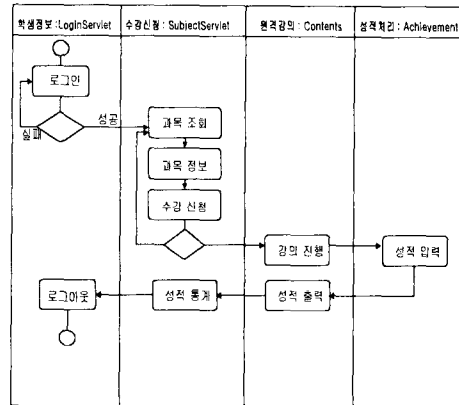 학생정보 : LoginServlet
수강신청 : SubjectServlet
원격강의 : Contents
성적처리 : Achievement
로그인
실패
성공
과목 조회
과목 정보
수강 신청
강의 진행
성적 입력
로그아웃
성적 통계
성적 출력